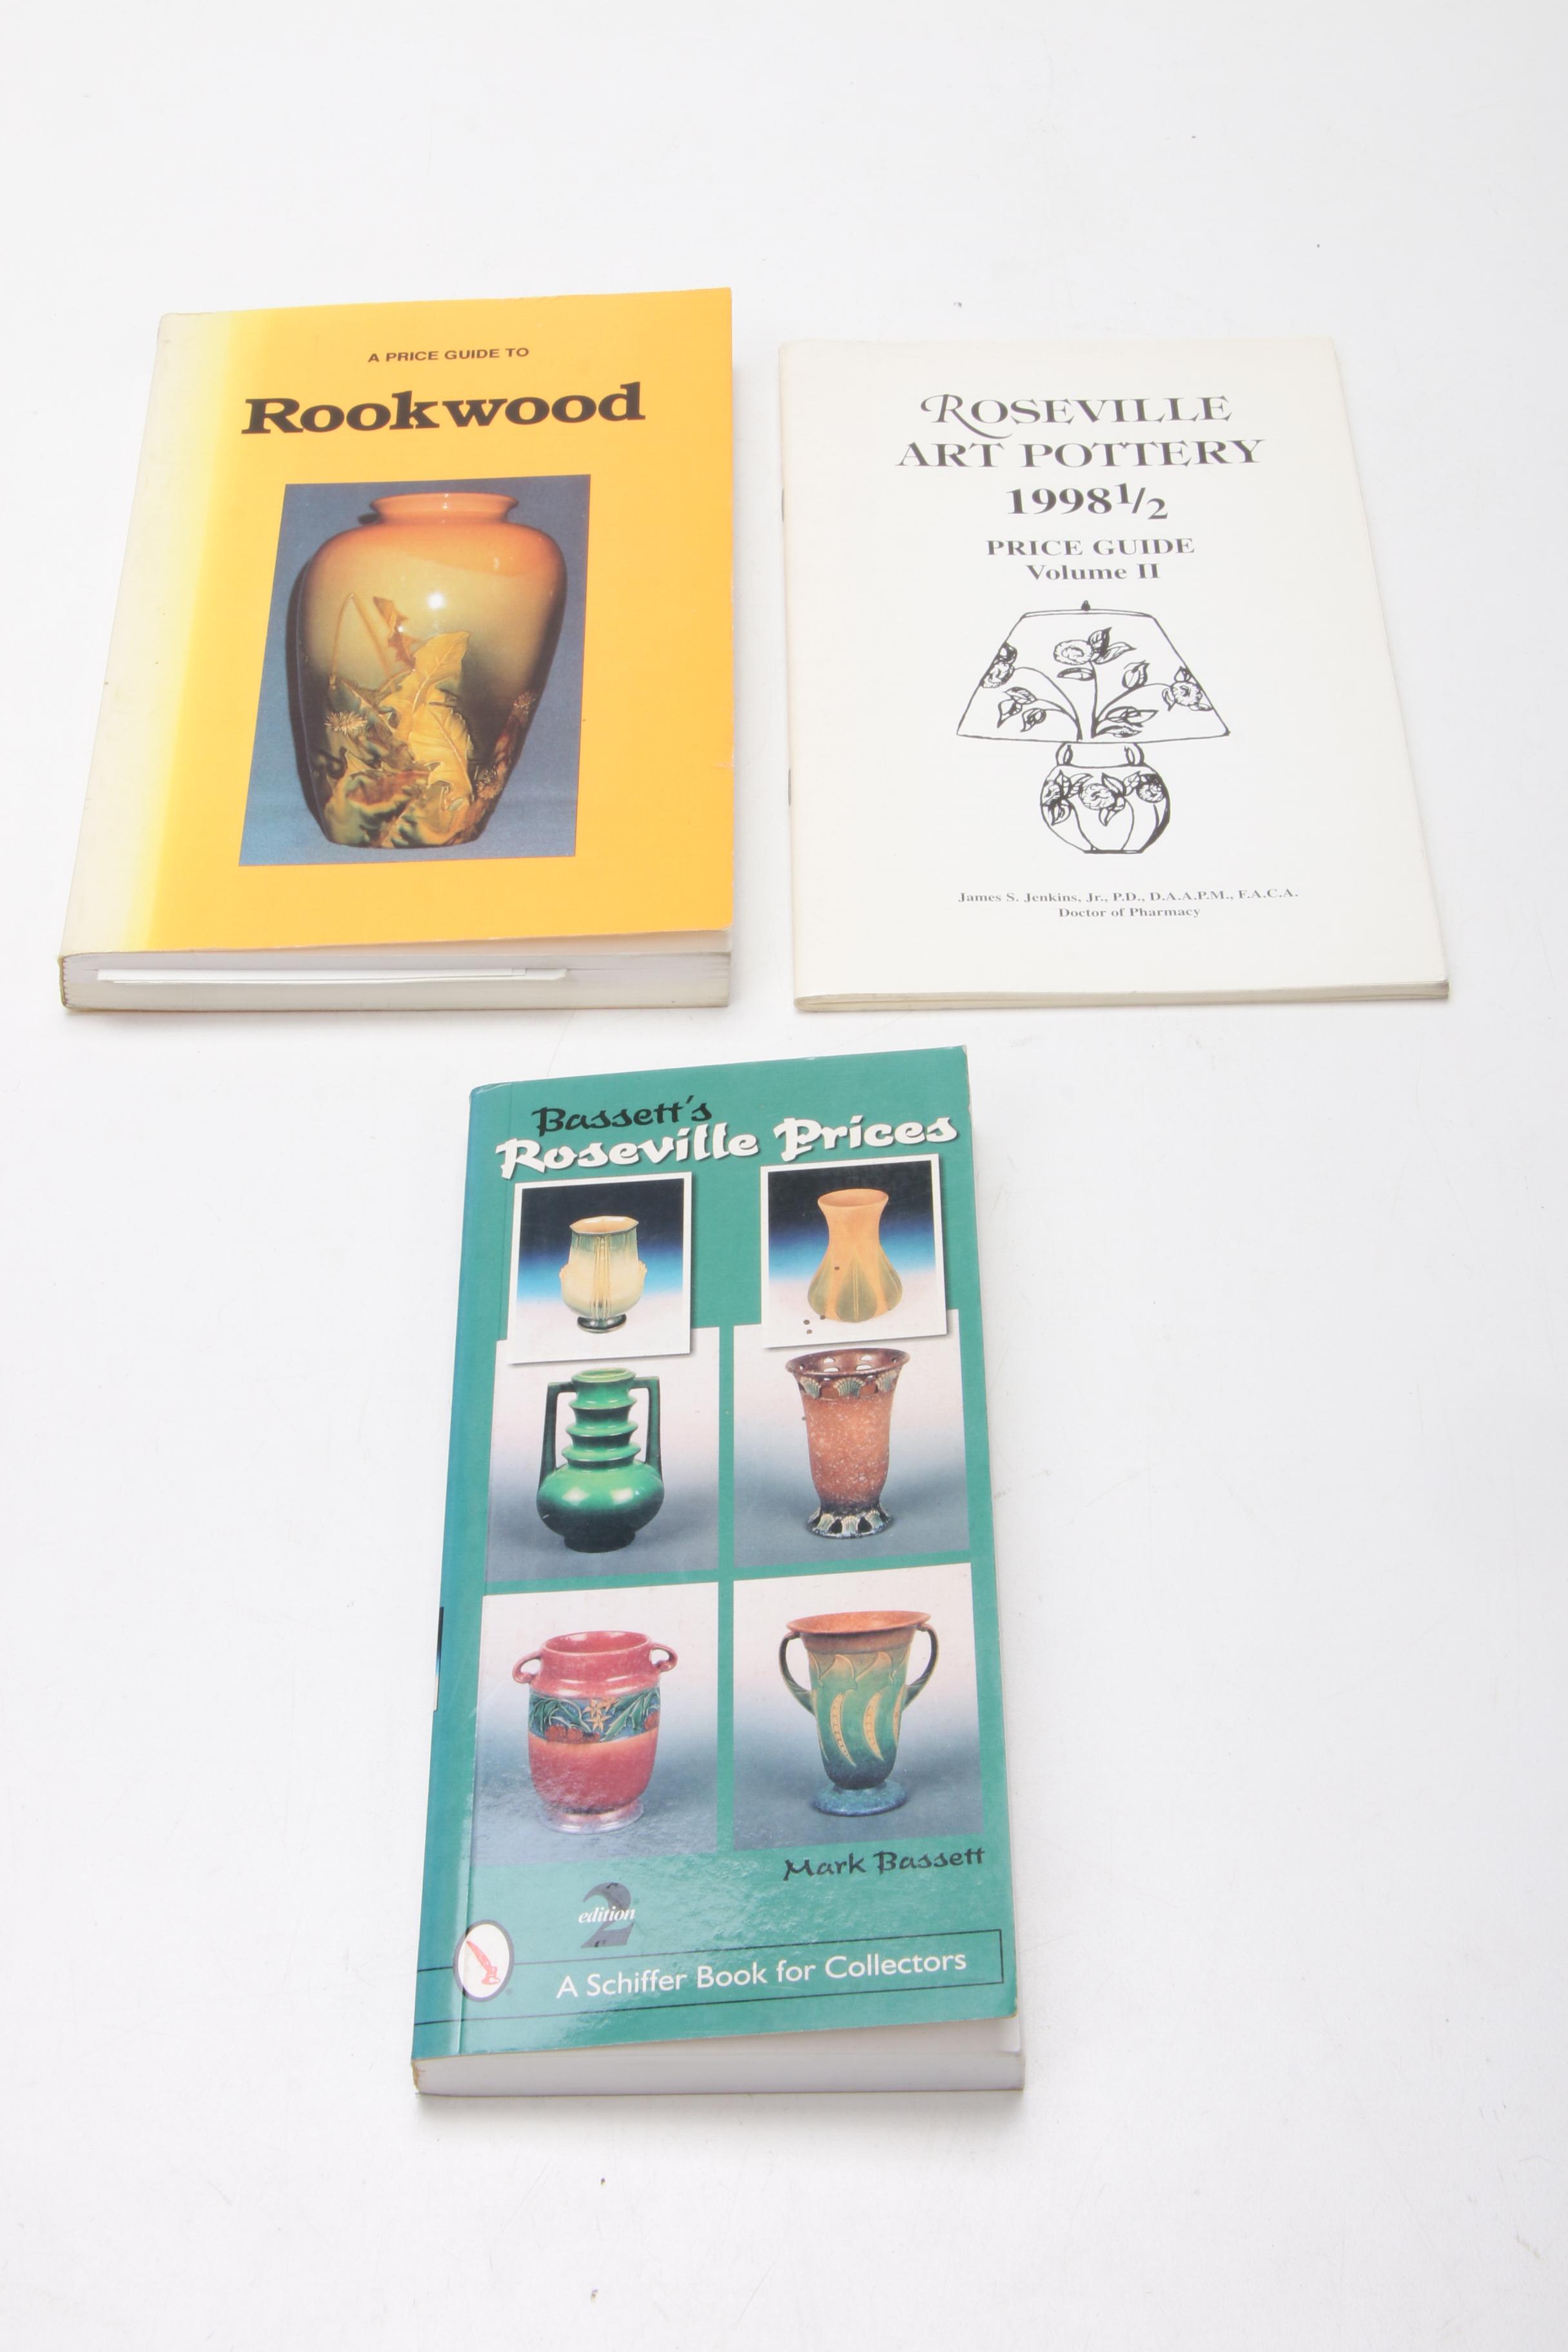 A PRICE GUIDE TO
Rookwood
ROSEVILLE
ART POTTERY
1998 1/2
PRICE GUIDE
Volume II
James S. Jenkins, Jr., P.D., D.A.A.P.M., F.A.C.A.
Doctor of Pharmacy
Bassett's
Roseville Prices
Mark Bassett
2
edition
A Schiffer Book for Collectors